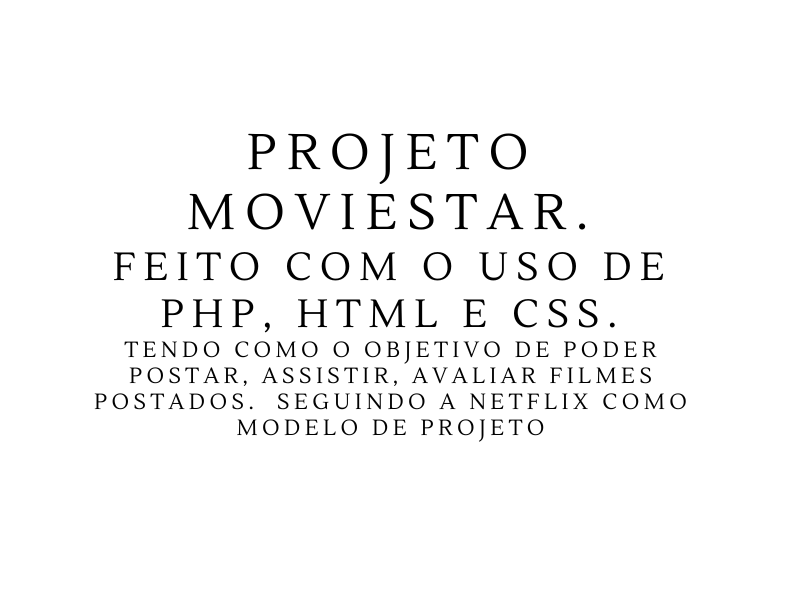 PROJETO
MOVIESTAR.
FEITO COM O USO DE
PHP, HTML E CSS.
TENDO COMO O OBJETIVO DE PODER
POSTAR, ASSISTIR, AVALIAR FILMES
POSTADOS.  SEGUINDO A NETFLIX COMO
MODELO DE PROJETO